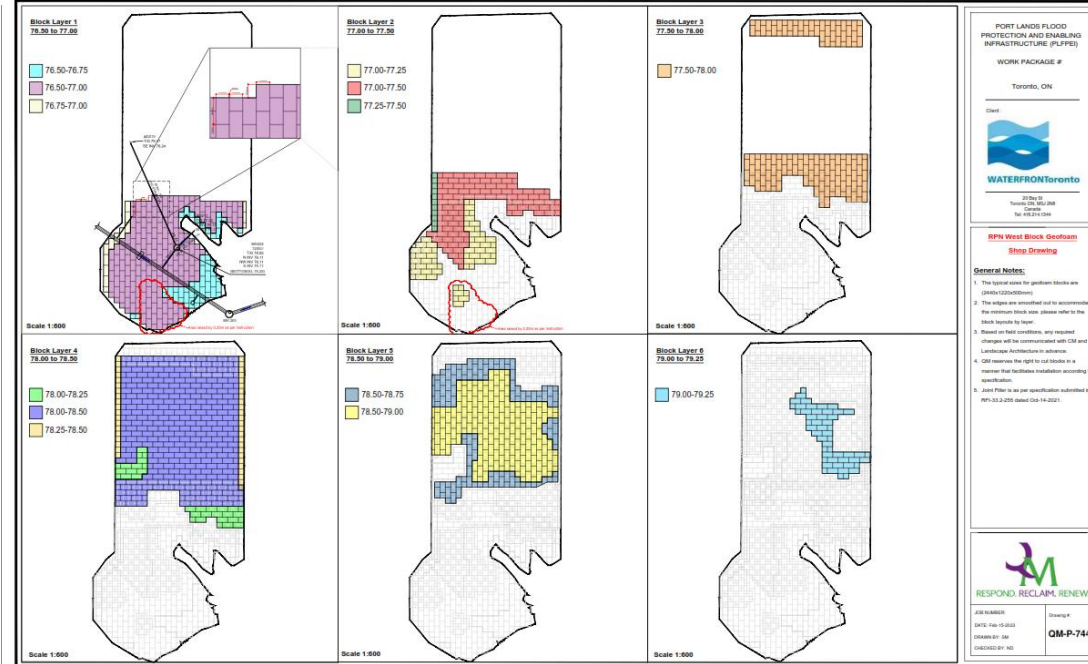 Block Layer 1
76.50 to 77.00
76.50-76.75
76.50-77.00
76.75-77.00
Scale 1:600
Block Layer 2
77.00 to 77.50
77.00-77.25
77.00-77.50
77.25-77.50
Scale 1:600
Block Layer 3
77.50 to 78.00
77.50-78.00
Scale 1:600
Block Layer 4
78.00 to 78.50
78.00-78.25
78.00-78.50
78.25-78.50
Scale 1:600
Block Layer 5
78.50 to 79.00
78.50-78.75
78.50-79.00
Scale 1:600
Block Layer 6
79.00 to 79.25
79.00-79.25
Scale 1:600
PORT LANDS FLOOD
PROTECTION AND ENABLING
INFRASTRUCTURE (PLFPEI)
WORK PACKAGE #
Toronto, ON
Client:
WATERFRONToronto
20 Bay St
Canada
RPN West Block Geofoam
Shop Drawing
General Notes:
1. The typical sizes for geofoam blocks are
(2440x1220x500mm)
2. The edges are smoothed out to accommoda
the minimum block size. please refer to the
block layouts by layer.
3. Based on field conditions, any required
changes will be communicated with CM and
Landscape Architecture in advance.
4. QM reserves the right to cut blocks in a
manner that facilitates installation according
specification.
5. Joint Filler is as per specification submitted i
RFI-33.2-255 dated Oct-14-2021.
RESPOND. RECLAIM. RENEW
JOB NUMBER:
Drawing #:
DRAWN BY: SM
CHECKED BY: ND
QM-P-744